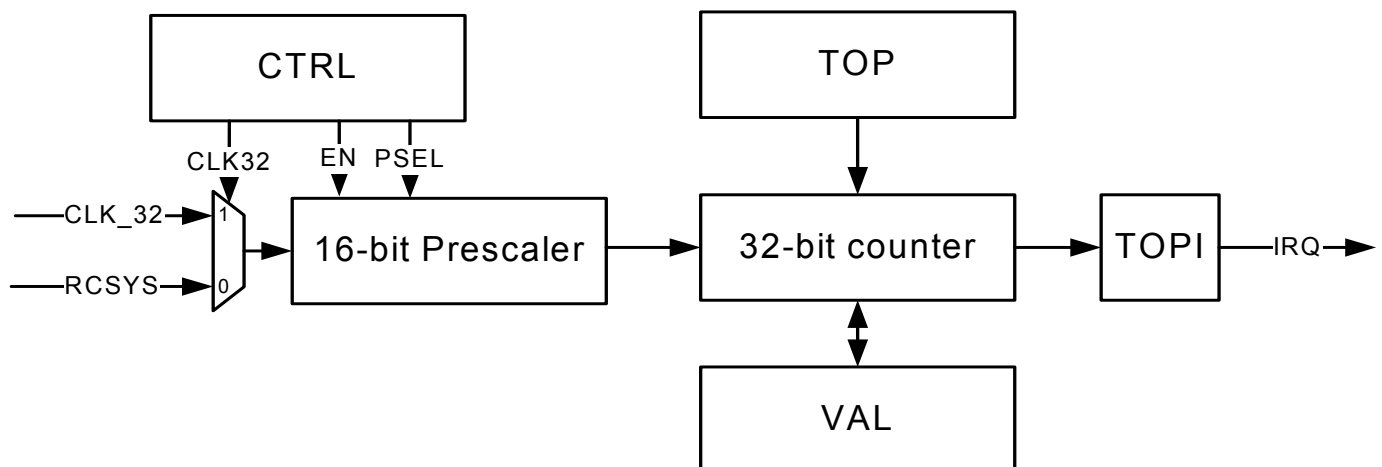 CTRL
TOP
CLK32
EN
PSEL
CLK_32
1
16-bit Prescaler
32-bit counter
TOPI
IRQ
RCSYS
0
VAL